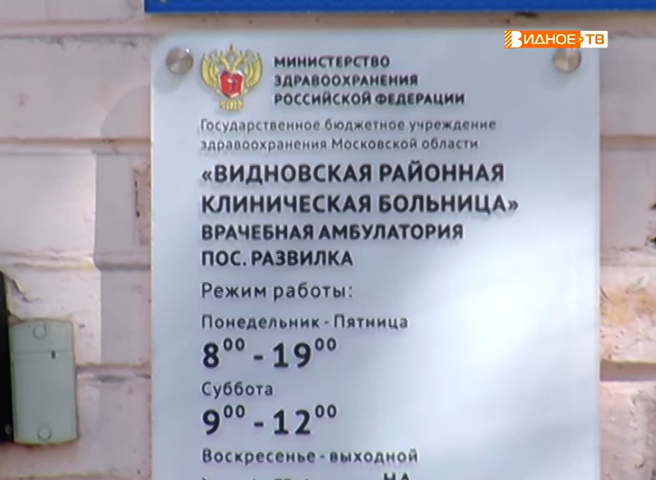 ВИДНОЕ ТВ
МИНИСТЕРСТВО
ЗДРАВООХРАНЕНИЯ
РОССИЙСКОЙ ФЕДЕРАЦИИ
Государственное бюджетное учреждение
здравоохранения Московской области
«ВИДНОВСКАЯ РАЙОННАЯ
КЛИНИЧЕСКАЯ БОЛЬНИЦА»
ВРАЧЕБНАЯ АМБУЛАТОРИЯ
ПОС. РАЗВИЛКА
Режим работы:
Понедельник - Пятница
8⁰⁰ - 19⁰⁰
Суббота
9⁰⁰ - 12⁰⁰
Воскресенье - выходной